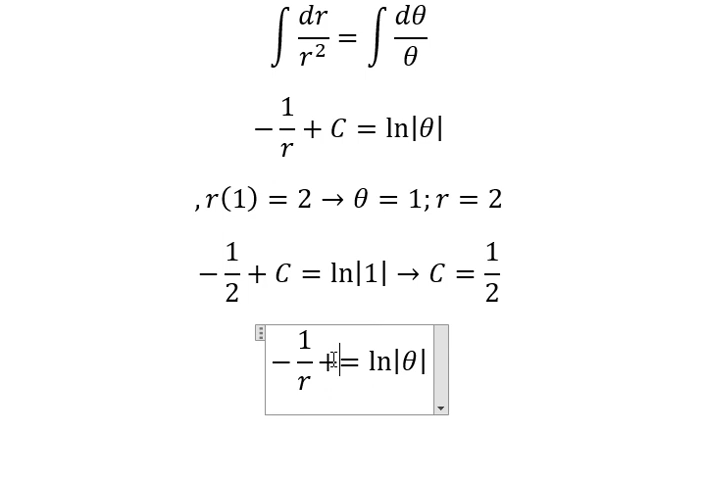 ∫ dr/r² = ∫ dθ/θ
−1/r + C = ln|θ|
,r(1) = 2 → θ = 1; r = 2
−1/2 + C = ln|1| → C = 1/2
−1/r + = ln|θ|